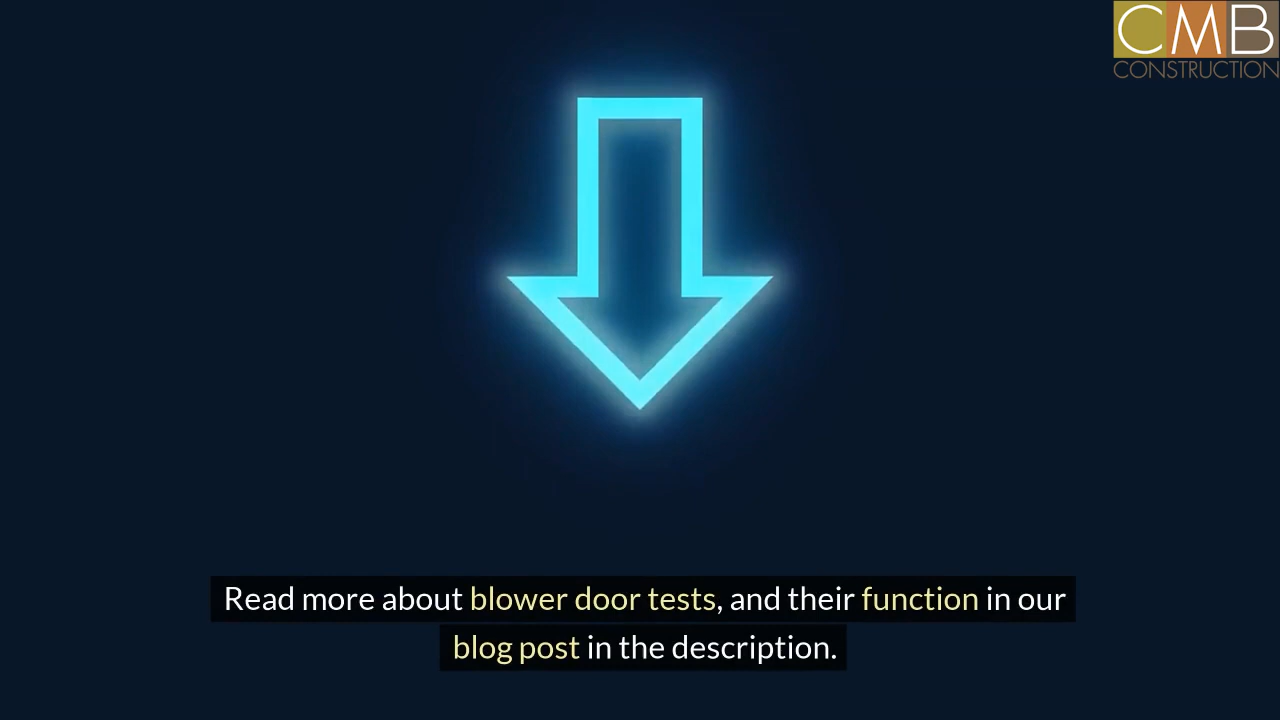 CMB
CONSTRUCTION
Read more about blower door tests, and their function in our
blog post in the description.